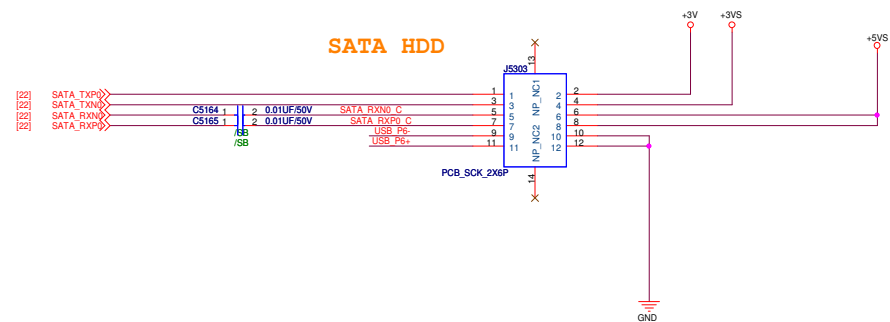 +3V +3VS
+5VS
SATA HDD
13
J5303
[22] SATA_TXP0 1 1 NP_NC1 2 2
[22] SATA_TXN0 3 3 4 4
[22] SATA_RXN0 C5164 1 2 0.01UF/50V SATA_RXN0_C 5 5 6 6
[22] SATA_RXP0 C5165 1 2 0.01UF/50V SATA_RXP0_C 7 7 8 8
/SB USB_P6- 9 9 NP_NC2 10 10
/SB USB_P6+ 11 11 12 12
PCB_SCK_2X6P 14
GND